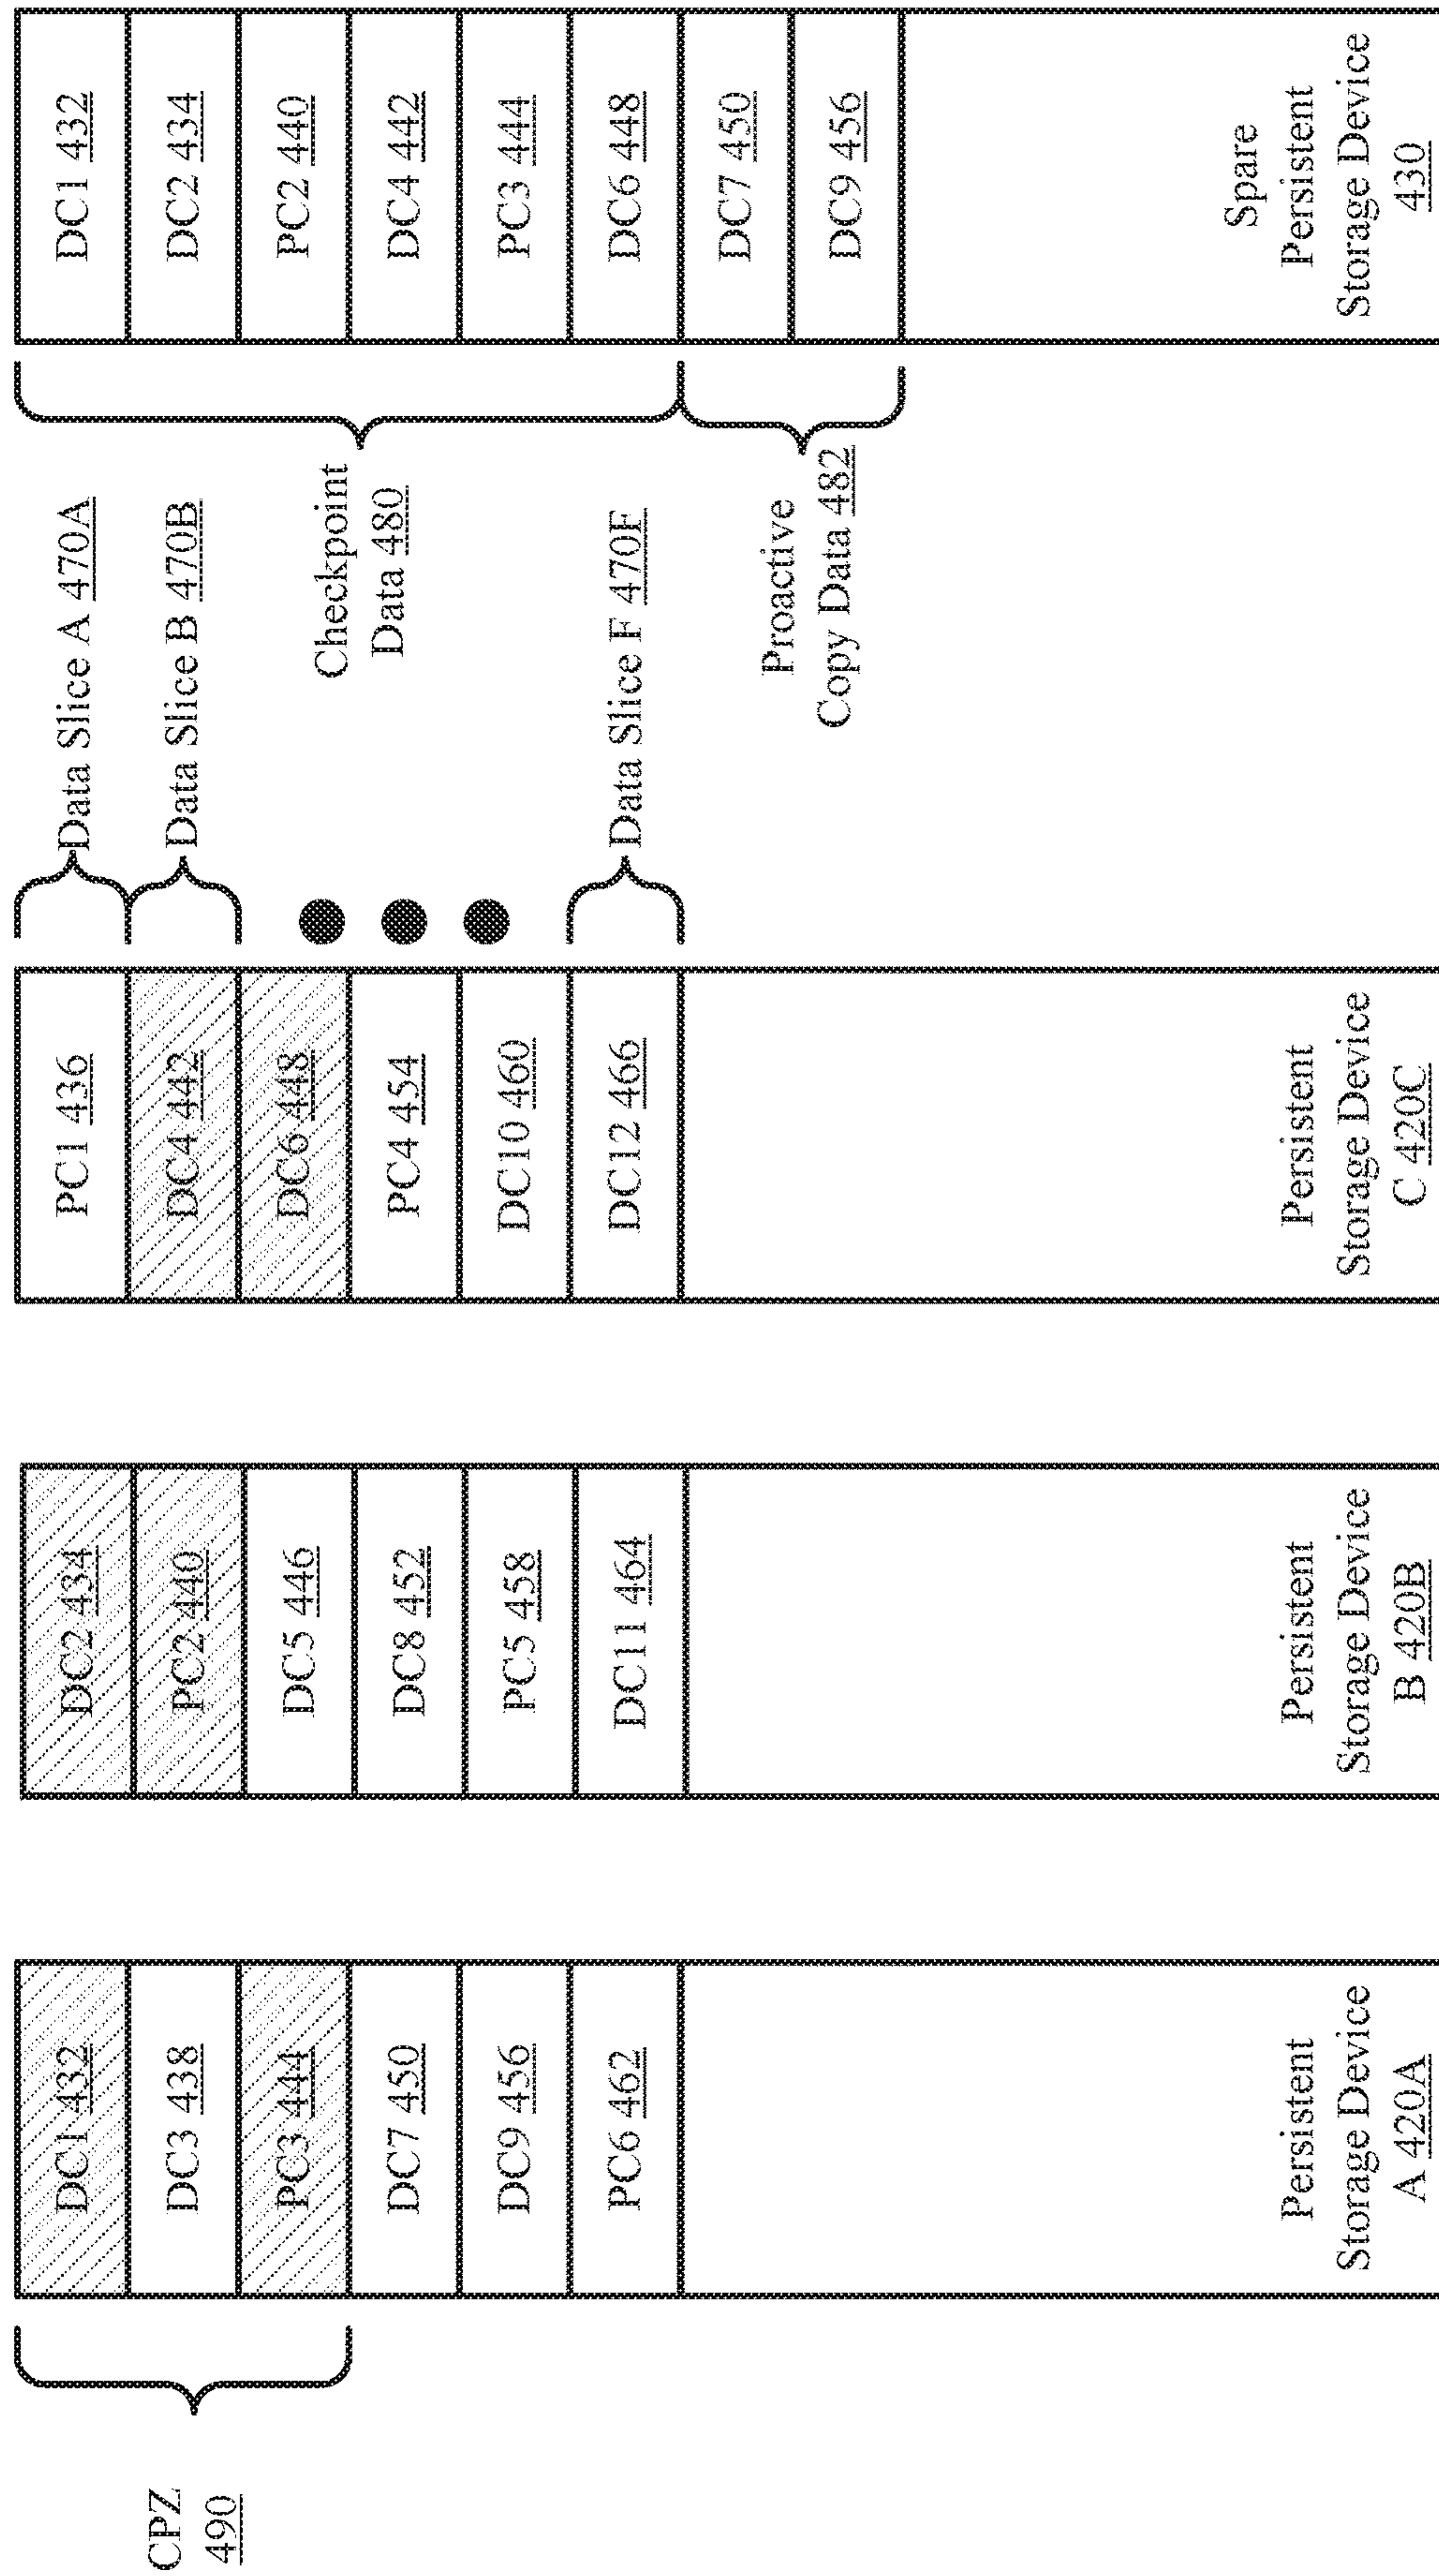 CPZ
490
DC1 432
DC3 438
PC3 444
DC7 450
DC9 456
PC6 462
Persistent
Storage Device
A 420A
DC2 434
PC2 440
DC5 446
DC8 452
PC5 458
DC11 464
Persistent
Storage Device
B 420B
PC1 436
DC4 442
DC6 448
PC4 454
DC10 460
DC12 466
Persistent
Storage Device
C 420C
Data Slice A 470A
Data Slice B 470B
Data Slice F 470F
Checkpoint
Data 480
Proactive
Copy Data 482
DC1 432
DC2 434
PC2 440
DC4 442
PC3 444
DC6 448
DC7 450
DC9 456
Spare
Persistent
Storage Device
430